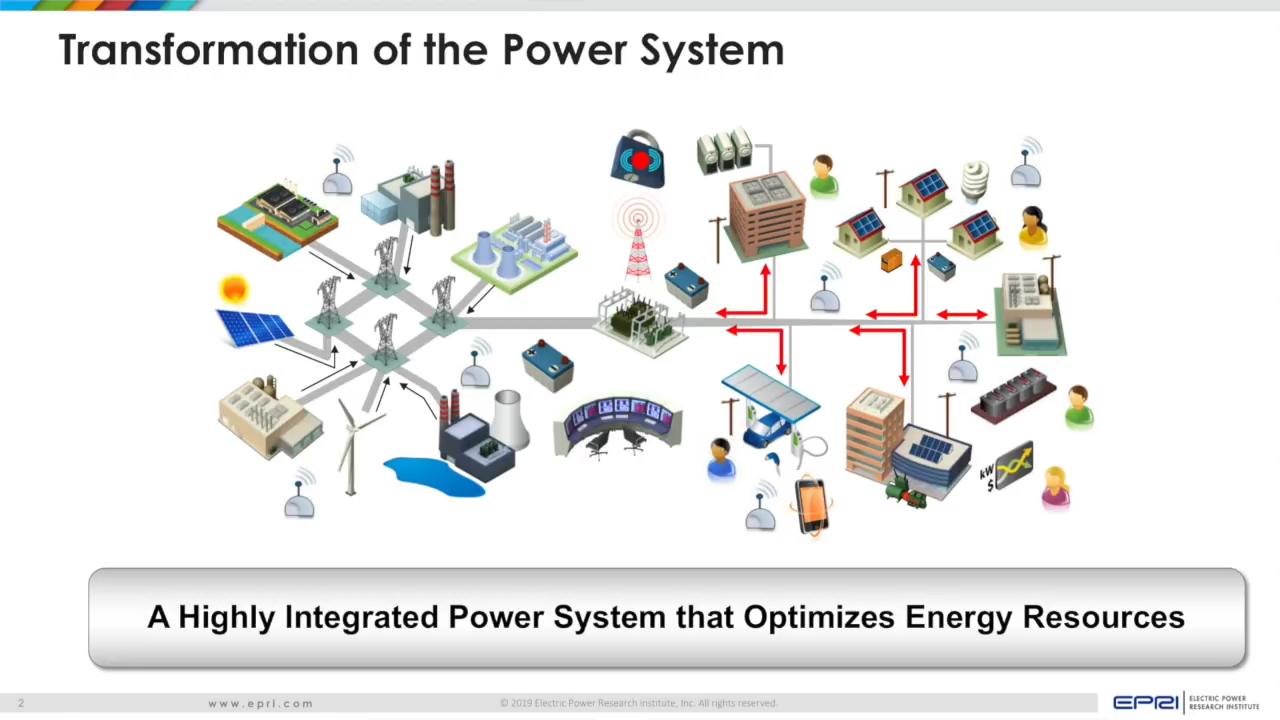 Transformation of the Power System
kW
$
A Highly Integrated Power System that Optimizes Energy Resources
2
www.epri.com
© 2019 Electric Power Research Institute, Inc. All rights reserved.
EPRI
ELECTRIC POWER
RESEARCH INSTITUTE